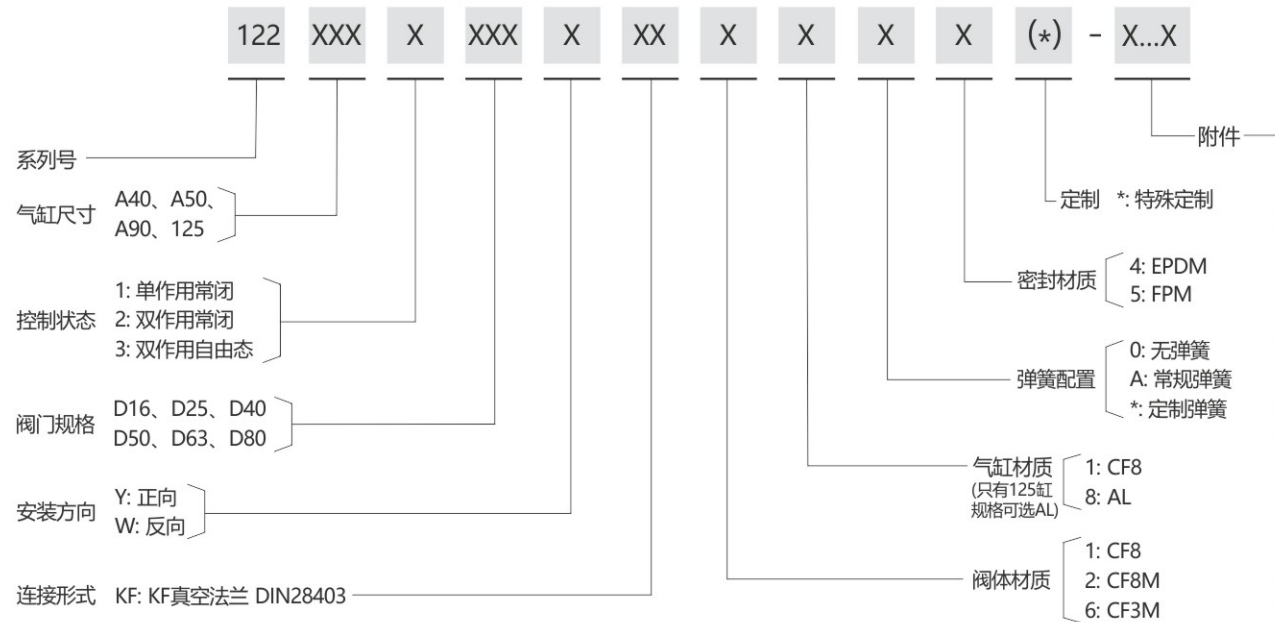 122 XXX X XXX X XX X X X X (*) - X...X
附件
系列号
定制 *: 特殊定制
气缸尺寸
A40、A50、
A90、125
密封材质
4: EPDM
5: FPM
控制状态
1: 单作用常闭
2: 双作用常闭
3: 双作用自由态
弹簧配置
0: 无弹簧
A: 常规弹簧
*: 定制弹簧
阀门规格
D16、D25、D40
D50、D63、D80
气缸材质
(只有125缸
规格可选AL)
1: CF8
8: AL
安装方向
Y: 正向
W: 反向
阀体材质
1: CF8
2: CF8M
6: CF3M
连接形式 KF: KF真空法兰 DIN28403